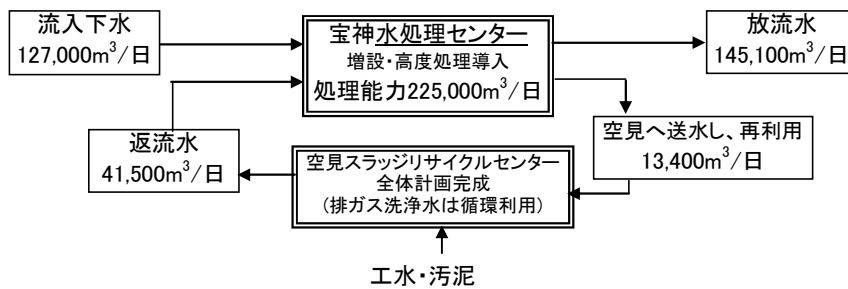 流入下水
127,000m³/日
宝神水処理センター
増設・高度処理導入
処理能力225,000m³/日
放流水
145,100m³/日
返流水
41,500m³/日
空見スラッジリサイクルセンター
全体計画完成
(排ガス洗浄水は循環利用)
空見へ送水し、再利用
13,400m³/日
工水・汚泥